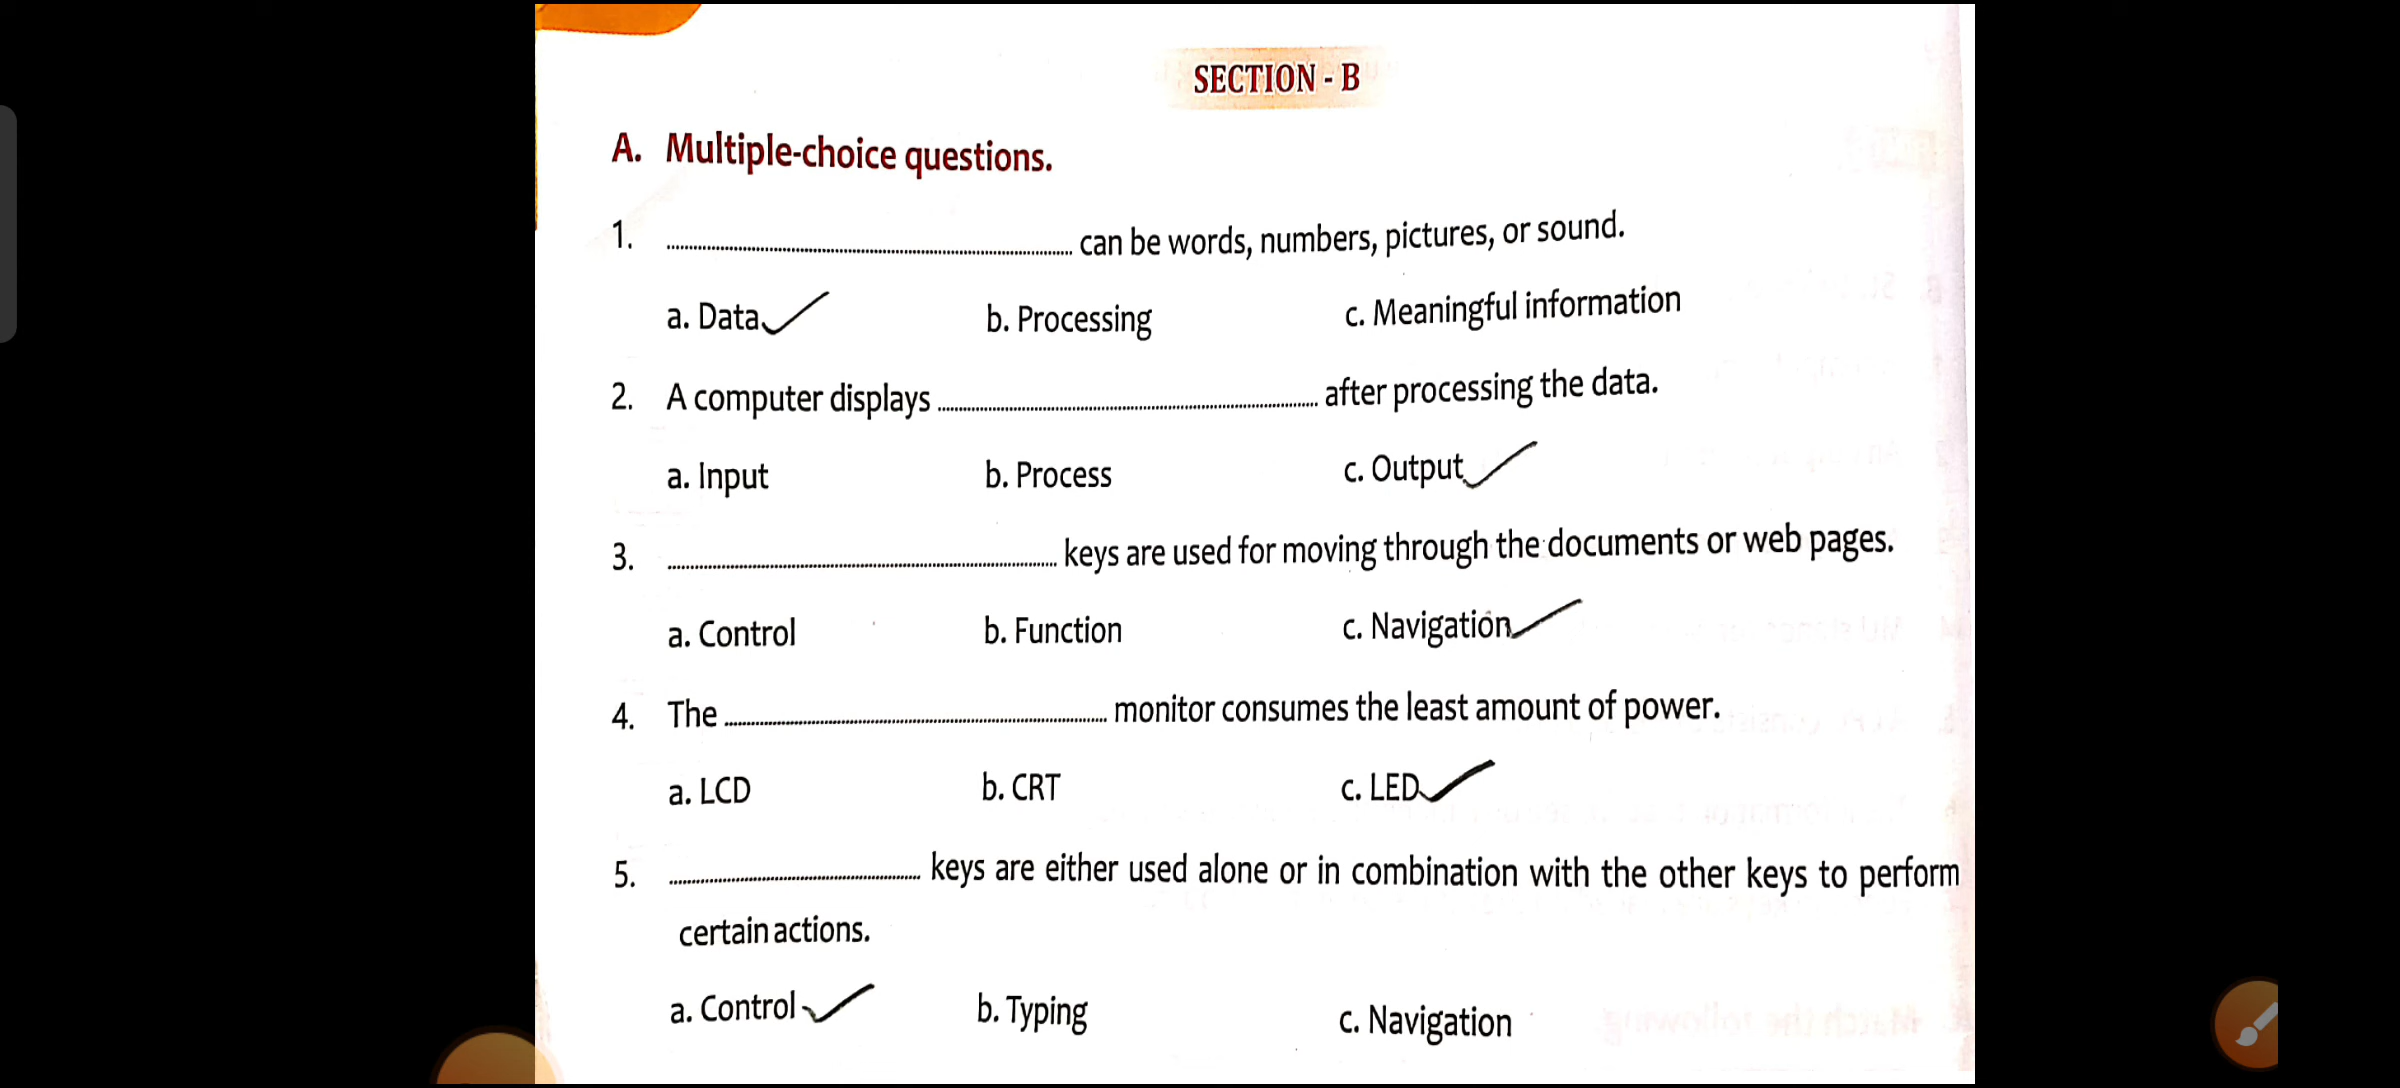 SECTION - B
A. Multiple-choice questions.
1. ........................ can be words, numbers, pictures, or sound.
a. Data b. Processing c. Meaningful information
2. A computer displays ........................ after processing the data.
a. Input b. Process c. Output
3. ........................ keys are used for moving through the documents or web pages.
a. Control b. Function c. Navigation
4. The ........................ monitor consumes the least amount of power.
a. LCD b. CRT c. LED
5. ........................ keys are either used alone or in combination with the other keys to perform
certain actions.
a. Control b. Typing c. Navigation